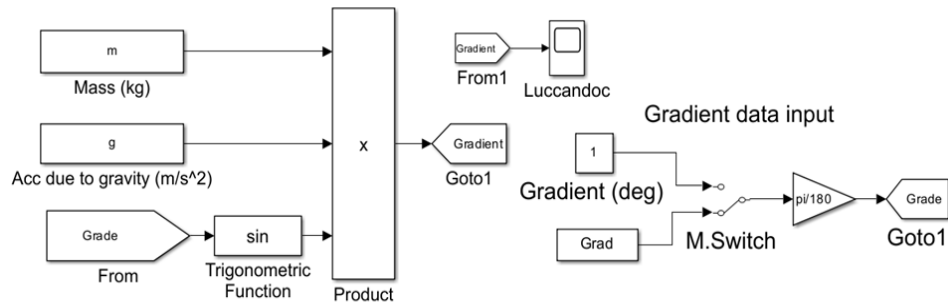 m
Mass (kg)
g
Acc due to gravity (m/s^2)
Grade
From
sin
Trigonometric
Function
x
Product
Gradient
Goto1
Gradient
From1
Luccandoc
Gradient data input
1
Gradient (deg)
Grad
M.Switch
pi/180
Grade
Goto1